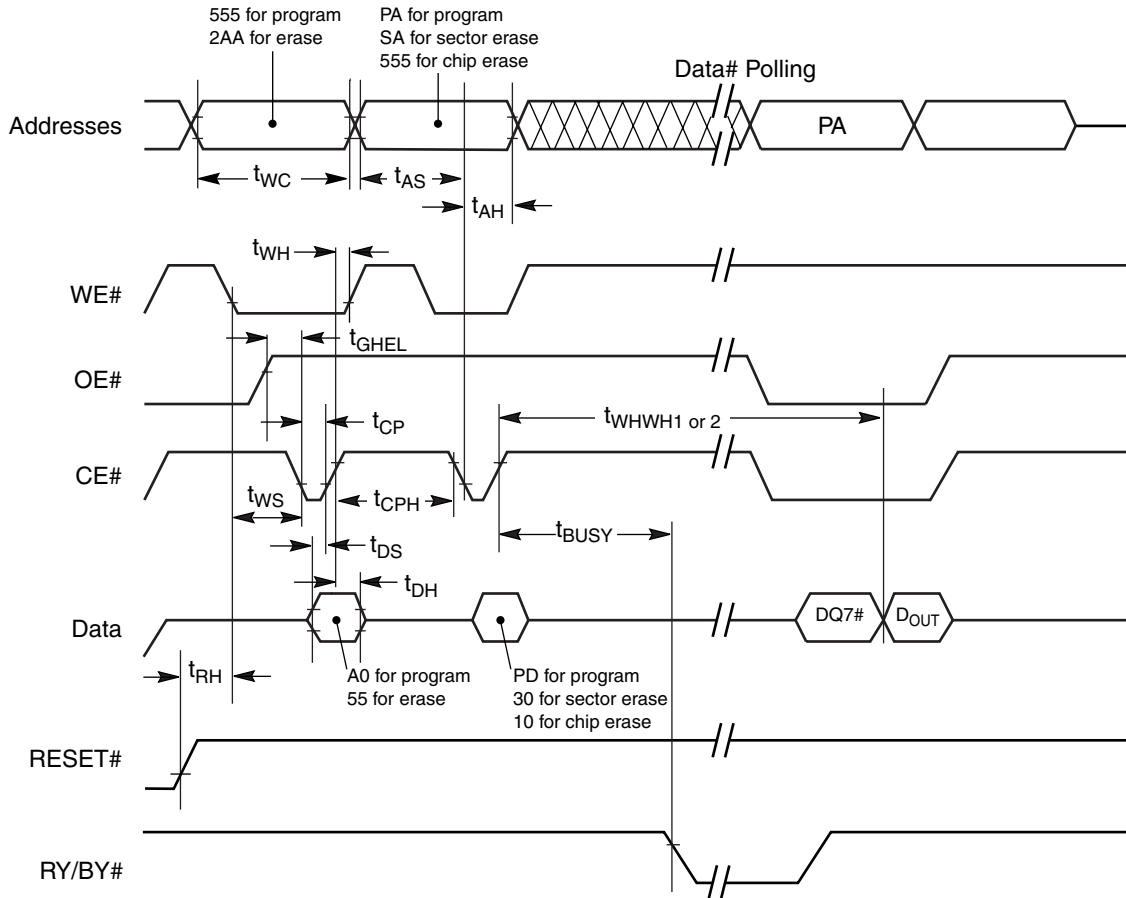 555 for program
2AA for erase
PA for program
SA for sector erase
555 for chip erase
Data# Polling
Addresses
PA
tWC
tAS
tAH
tWH
WE#
tGHEL
OE#
tWHWH1 or 2
tCP
CE#
tWS
tCPH
tBUSY
tDS
tDH
Data
DQ7#
DOUT
tRH
A0 for program
55 for erase
PD for program
30 for sector erase
10 for chip erase
RESET#
RY/BY#